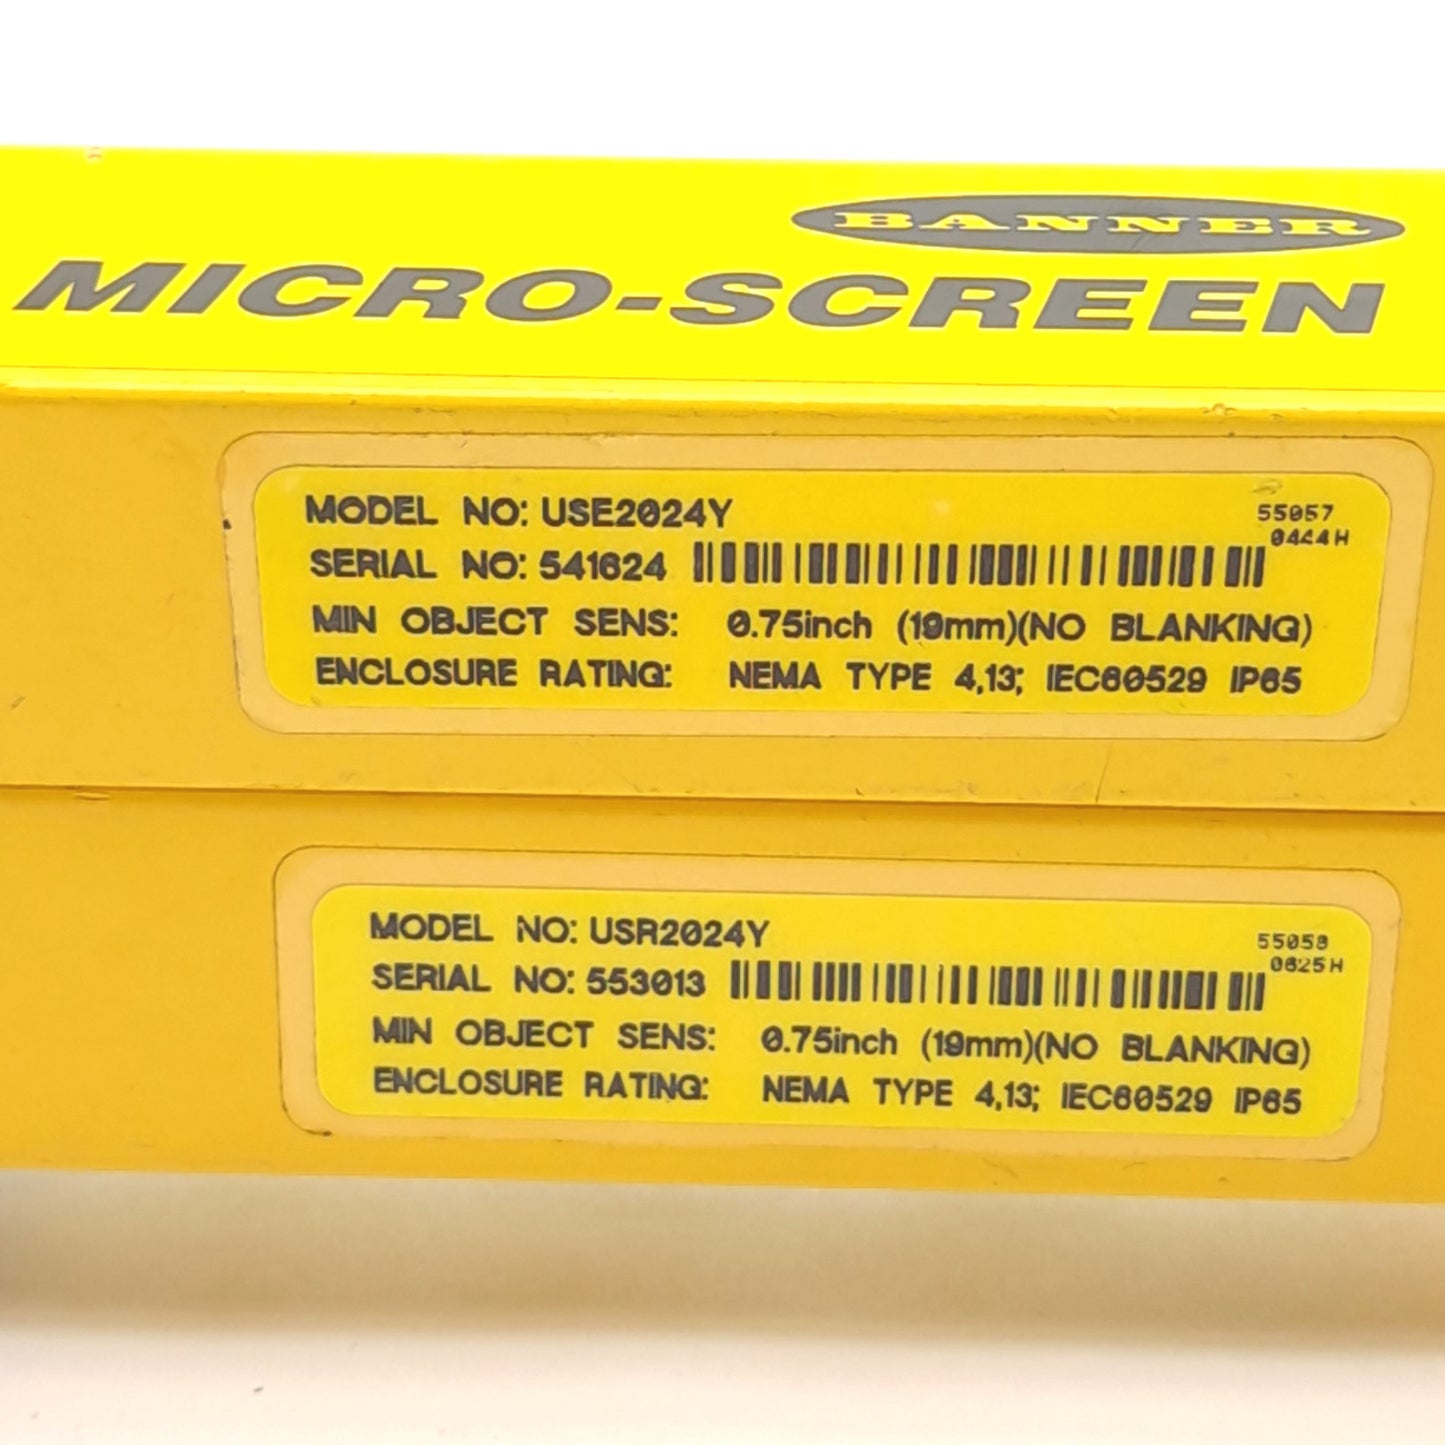 BANNER
MICRO-SCREEN
MODEL NO: USE2024Y
55057
SERIAL NO: 541624
0444H
MIN OBJECT SENS: 0.75inch (19mm)(NO BLANKING)
ENCLOSURE RATING: NEMA TYPE 4,13; IEC60529 IP65
MODEL NO: USR2024Y
55058
SERIAL NO: 553013
0625H
MIN OBJECT SENS: 0.75inch (19mm)(NO BLANKING)
ENCLOSURE RATING: NEMA TYPE 4,13; IEC60529 IP65